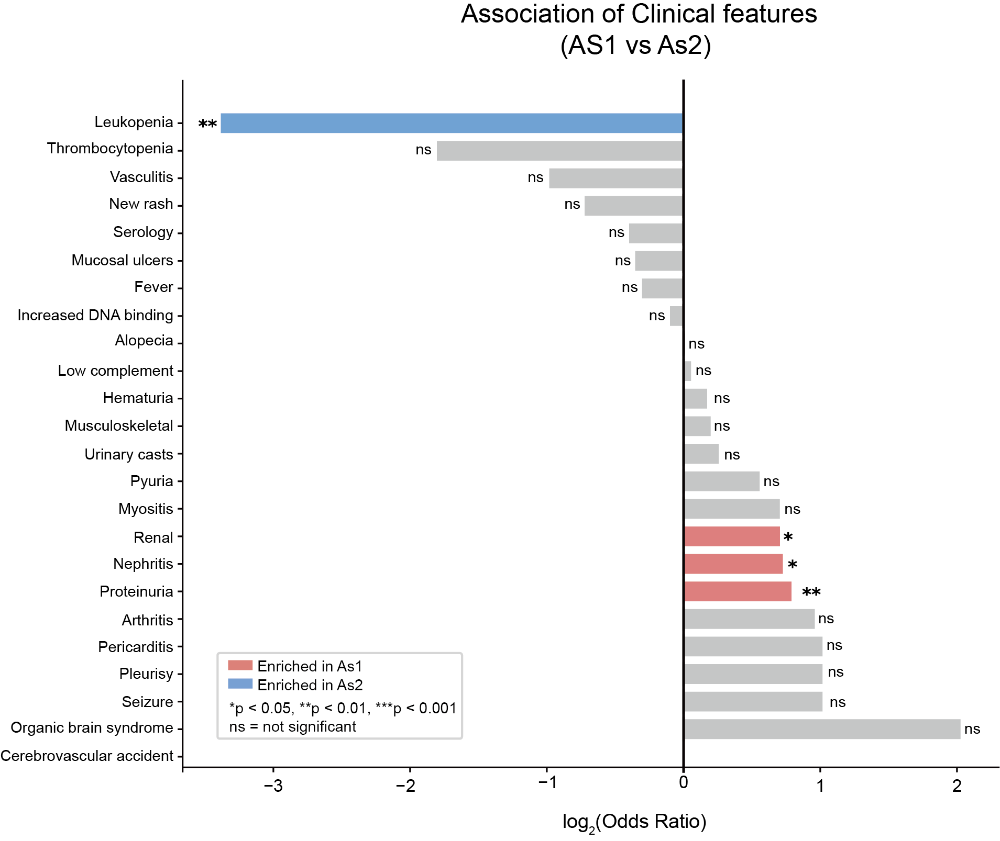 Association of Clinical features
(AS1 vs As2)
Leukopenia
**
Thrombocytopenia
ns
Vasculitis
ns
New rash
ns
Serology
ns
Mucosal ulcers
ns
Fever
ns
Increased DNA binding
ns
Alopecia
ns
Low complement
ns
Hematuria
ns
Musculoskeletal
ns
Urinary casts
ns
Pyuria
ns
Myositis
ns
Renal
*
Nephritis
*
Proteinuria
**
Arthritis
ns
Pericarditis
ns
Pleurisy
ns
Seizure
ns
Organic brain syndrome
ns
Cerebrovascular accident
Enriched in As1
Enriched in As2
*p < 0.05, **p < 0.01, ***p < 0.001
ns = not significant
−3
−2
−1
0
1
2
log2(Odds Ratio)